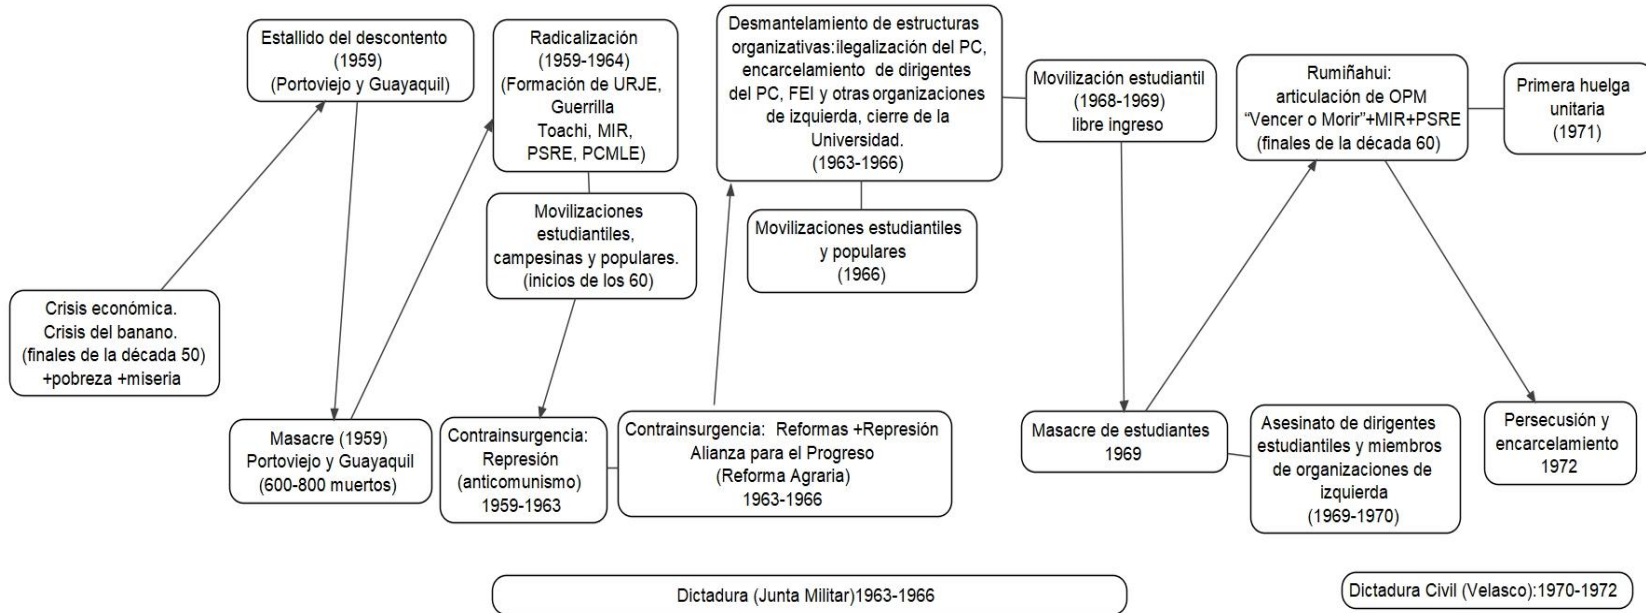 Crisis económica.
Crisis del banano.
(finales de la década 50)
+pobreza +miseria
Estallido del descontento
(1959)
(Portoviejo y Guayaquil)
Masacre (1959)
Portoviejo y Guayaquil
(600-800 muertos)
Radicalización
(1959-1964)
(Formación de URJE,
Guerrilla
Toachi, MIR,
PSRE, PCMLE)
Movilizaciones
estudiantiles,
campesinas y populares.
(inicios de los 60)
Contrainsurgencia:
Represión
(anticomunismo)
1959-1963
Contrainsurgencia: Reformas +Represión
Alianza para el Progreso
(Reforma Agraria)
1963-1966
Desmantelamiento de estructuras
organizativas:ilegalización del PC,
encarcelamiento de dirigentes
del PC, FEI y otras organizaciones
de izquierda, cierre de la
Universidad.
(1963-1966)
Movilizaciones estudiantiles
y populares
(1966)
Movilización estudiantil
(1968-1969)
libre ingreso
Masacre de estudiantes
1969
Asesinato de dirigentes
estudiantiles y miembros
de organizaciones de
izquierda
(1969-1970)
Rumiñahui:
articulación de OPM
“Vencer o Morir”+MIR+PSRE
(finales de la década 60)
Primera huelga
unitaria
(1971)
Persecusión y
encarcelamiento
1972
Dictadura (Junta Militar)1963-1966
Dictadura Civil (Velasco):1970-1972